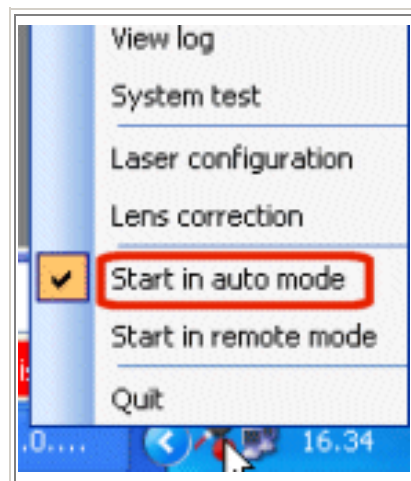 View log
System test
Laser configuration
Lens correction
Start in auto mode
Start in remote mode
Quit
.0....
16.34